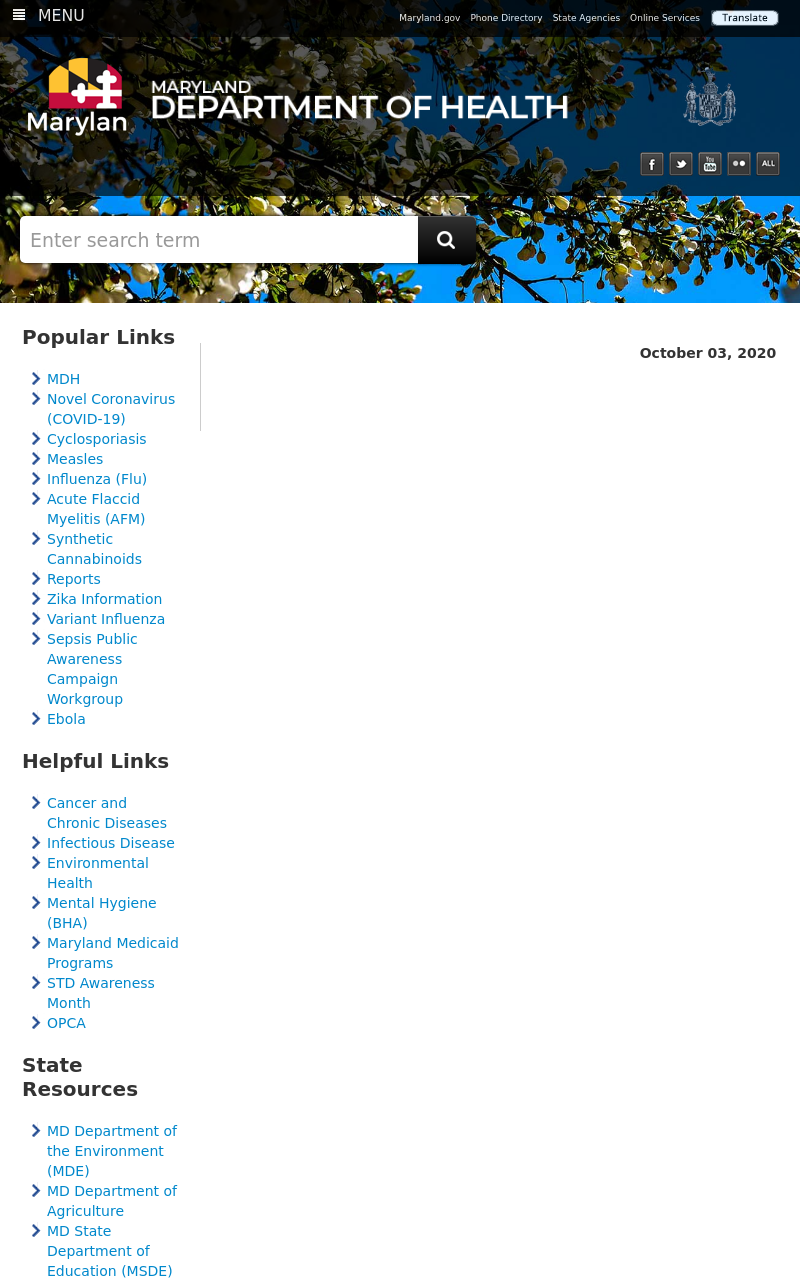 MENU
Maryland.gov Phone Directory State Agencies Online Services Translate
Marylan
MARYLAND
DEPARTMENT OF HEALTH
f You Tube ALL
Enter search term
October 03, 2020
Popular Links
MDH
Novel Coronavirus
(COVID-19)
Cyclosporiasis
Measles
Influenza (Flu)
Acute Flaccid
Myelitis (AFM)
Synthetic
Cannabinoids
Reports
Zika Information
Variant Influenza
Sepsis Public
Awareness
Campaign
Workgroup
Ebola
Helpful Links
Cancer and
Chronic Diseases
Infectious Disease
Environmental
Health
Mental Hygiene
(BHA)
Maryland Medicaid
Programs
STD Awareness
Month
OPCA
State
Resources
MD Department of
the Environment
(MDE)
MD Department of
Agriculture
MD State
Department of
Education (MSDE)